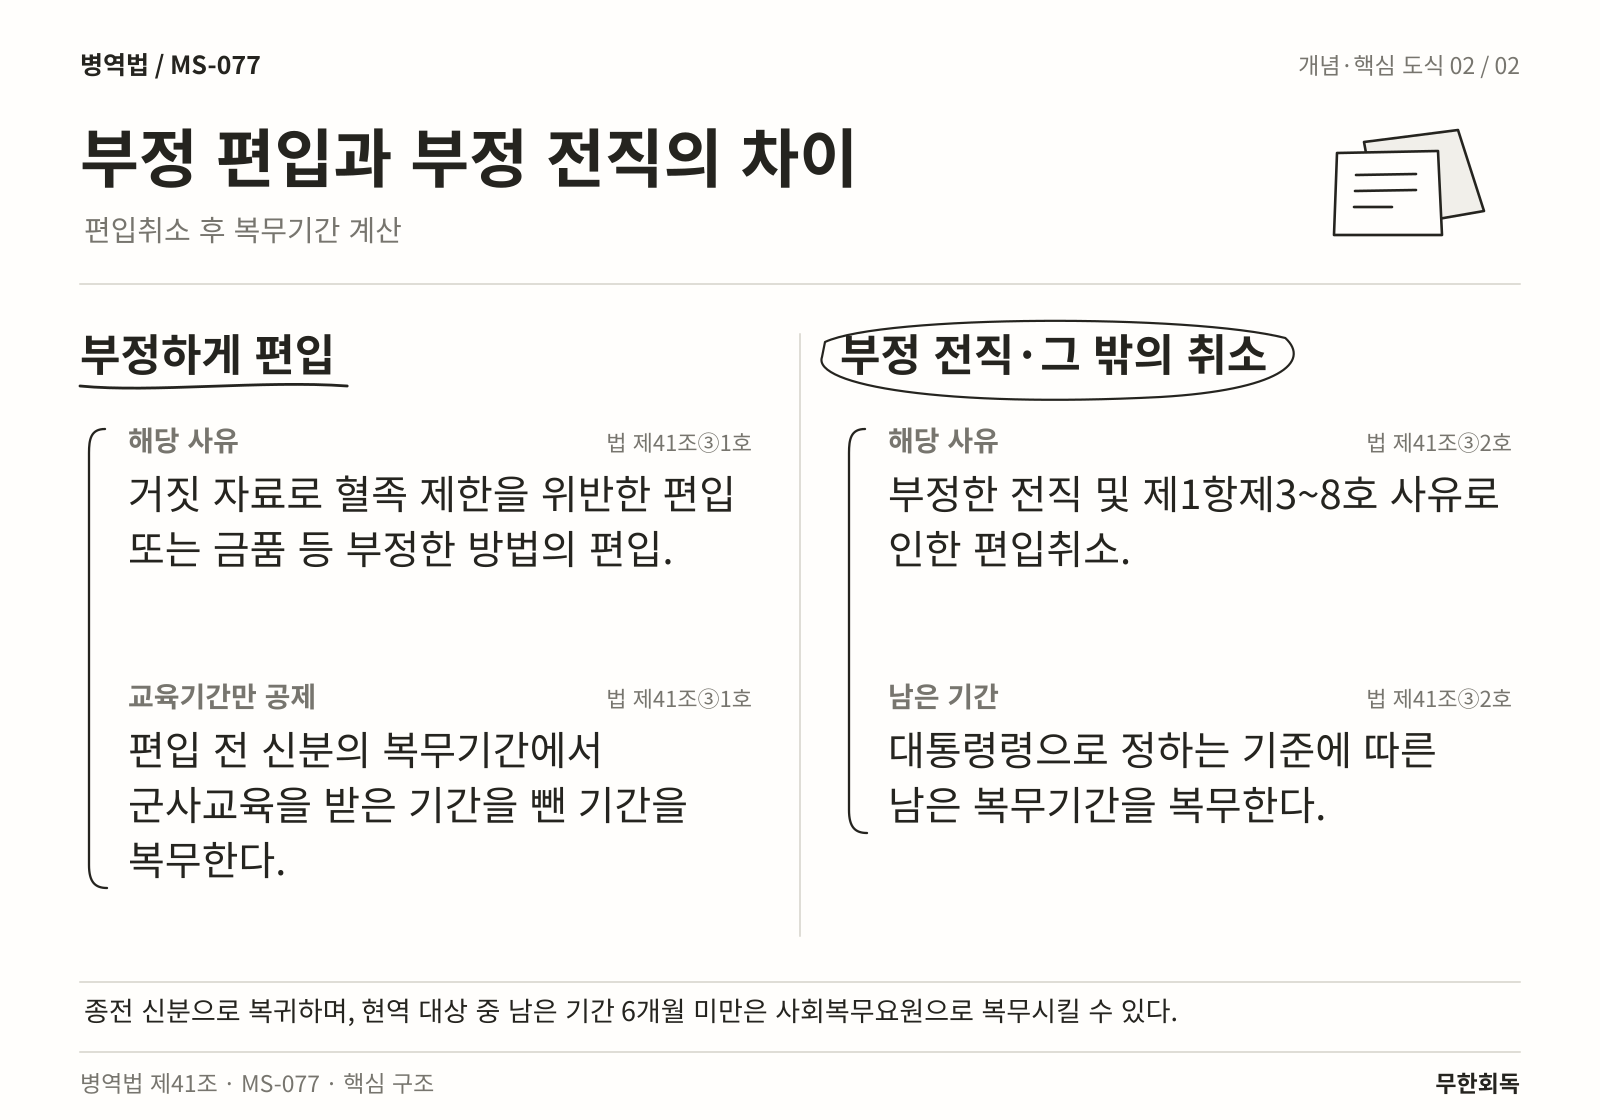 병역법 / MS-077
개념·핵심 도식 02 / 02
부정 편입과 부정 전직의 차이
편입취소 후 복무기간 계산
부정하게 편입
해당 사유
법 제41조③1호
거짓 자료로 혈족 제한을 위반한 편입
또는 금품 등 부정한 방법의 편입.
교육기간만 공제
법 제41조③1호
편입 전 신분의 복무기간에서
군사교육을 받은 기간을 뺀 기간을
복무한다.
부정 전직·그 밖의 취소
해당 사유
법 제41조③2호
부정한 전직 및 제1항제3~8호 사유로
인한 편입취소.
남은 기간
법 제41조③2호
대통령령으로 정하는 기준에 따른
남은 복무기간을 복무한다.
종전 신분으로 복귀하며, 현역 대상 중 남은 기간 6개월 미만은 사회복무요원으로 복무시킬 수 있다.
병역법 제41조 · MS-077 · 핵심 구조
무한회독